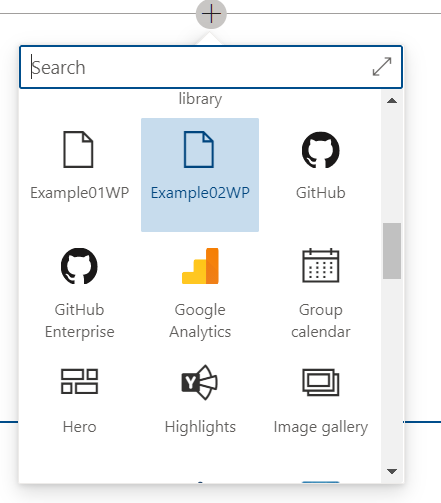 Search
library
Example01WP
Example02WP
GitHub
GitHub
Enterprise
Google
Analytics
Group
calendar
Hero
Highlights
Image gallery